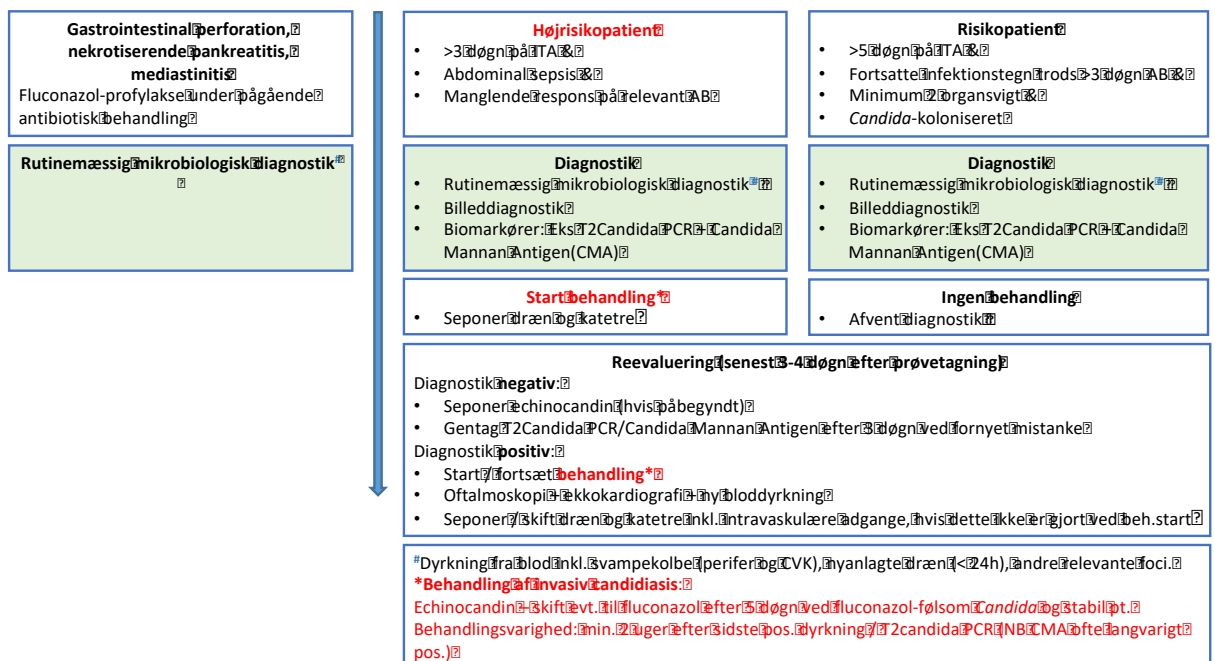 Gastrointestinal perforation,
nekrotiserende pankreatitis,
mediastinitis
Fluconazol-profylakse under pågående
antibiotisk behandling
Rutinemæssig mikrobiologisk diagnostik#
Højrisikopatient
• >3 døgn på ITA &
• Abdominal sepsis &
• Manglende respons på relevant AB
Diagnostik
• Rutinemæssig mikrobiologisk diagnostik#
• Billeddiagnostik
• Biomarkører: Eks T2Candida PCR + Candida
Mannan Antigen(CMA)
Start behandling*
• Seponer dræn og katetre
Risikopatient
• >5 døgn på ITA &
• Fortsatte infektionstegn trods >3 døgn AB &
• Minimum 2 organsvigt &
• Candida-koloniseret
Diagnostik
• Rutinemæssig mikrobiologisk diagnostik#
• Billeddiagnostik
• Biomarkører: Eks T2Candida PCR + Candida
Mannan Antigen(CMA)
Ingen behandling
• Afvent diagnostik
Reevaluering (senest 3-4 døgn efter prøvetagning)
Diagnostik negativ:
• Seponer echinocandin (hvis påbegyndt)
• Gentag T2Candida PCR/Candida Mannan Antigen efter 3 døgn ved fornyet mistanke
Diagnostik positiv:
• Start / fortsæt behandling*
• Oftalmoskopi + ekkokardiografi + ny bloddyrkning
• Seponer / skift dræn og katetre inkl. intravaskulære adgange, hvis dette ikke er gjort ved beh.start
#Dyrkning fra blod inkl. svampekolbe (perifer og CVK), nyanlagte dræn (< 24h), andre relevante foci.
*Behandling af invasiv candidiasis:
Echinocandin – skift evt. til fluconazol efter 5 døgn ved fluconazol-følsom Candida og stabil pt.
Behandlingsvarighed: min. 2 uger efter sidste pos. dyrkning / T2candida PCR (NB CMA ofte langvarigt
pos.)